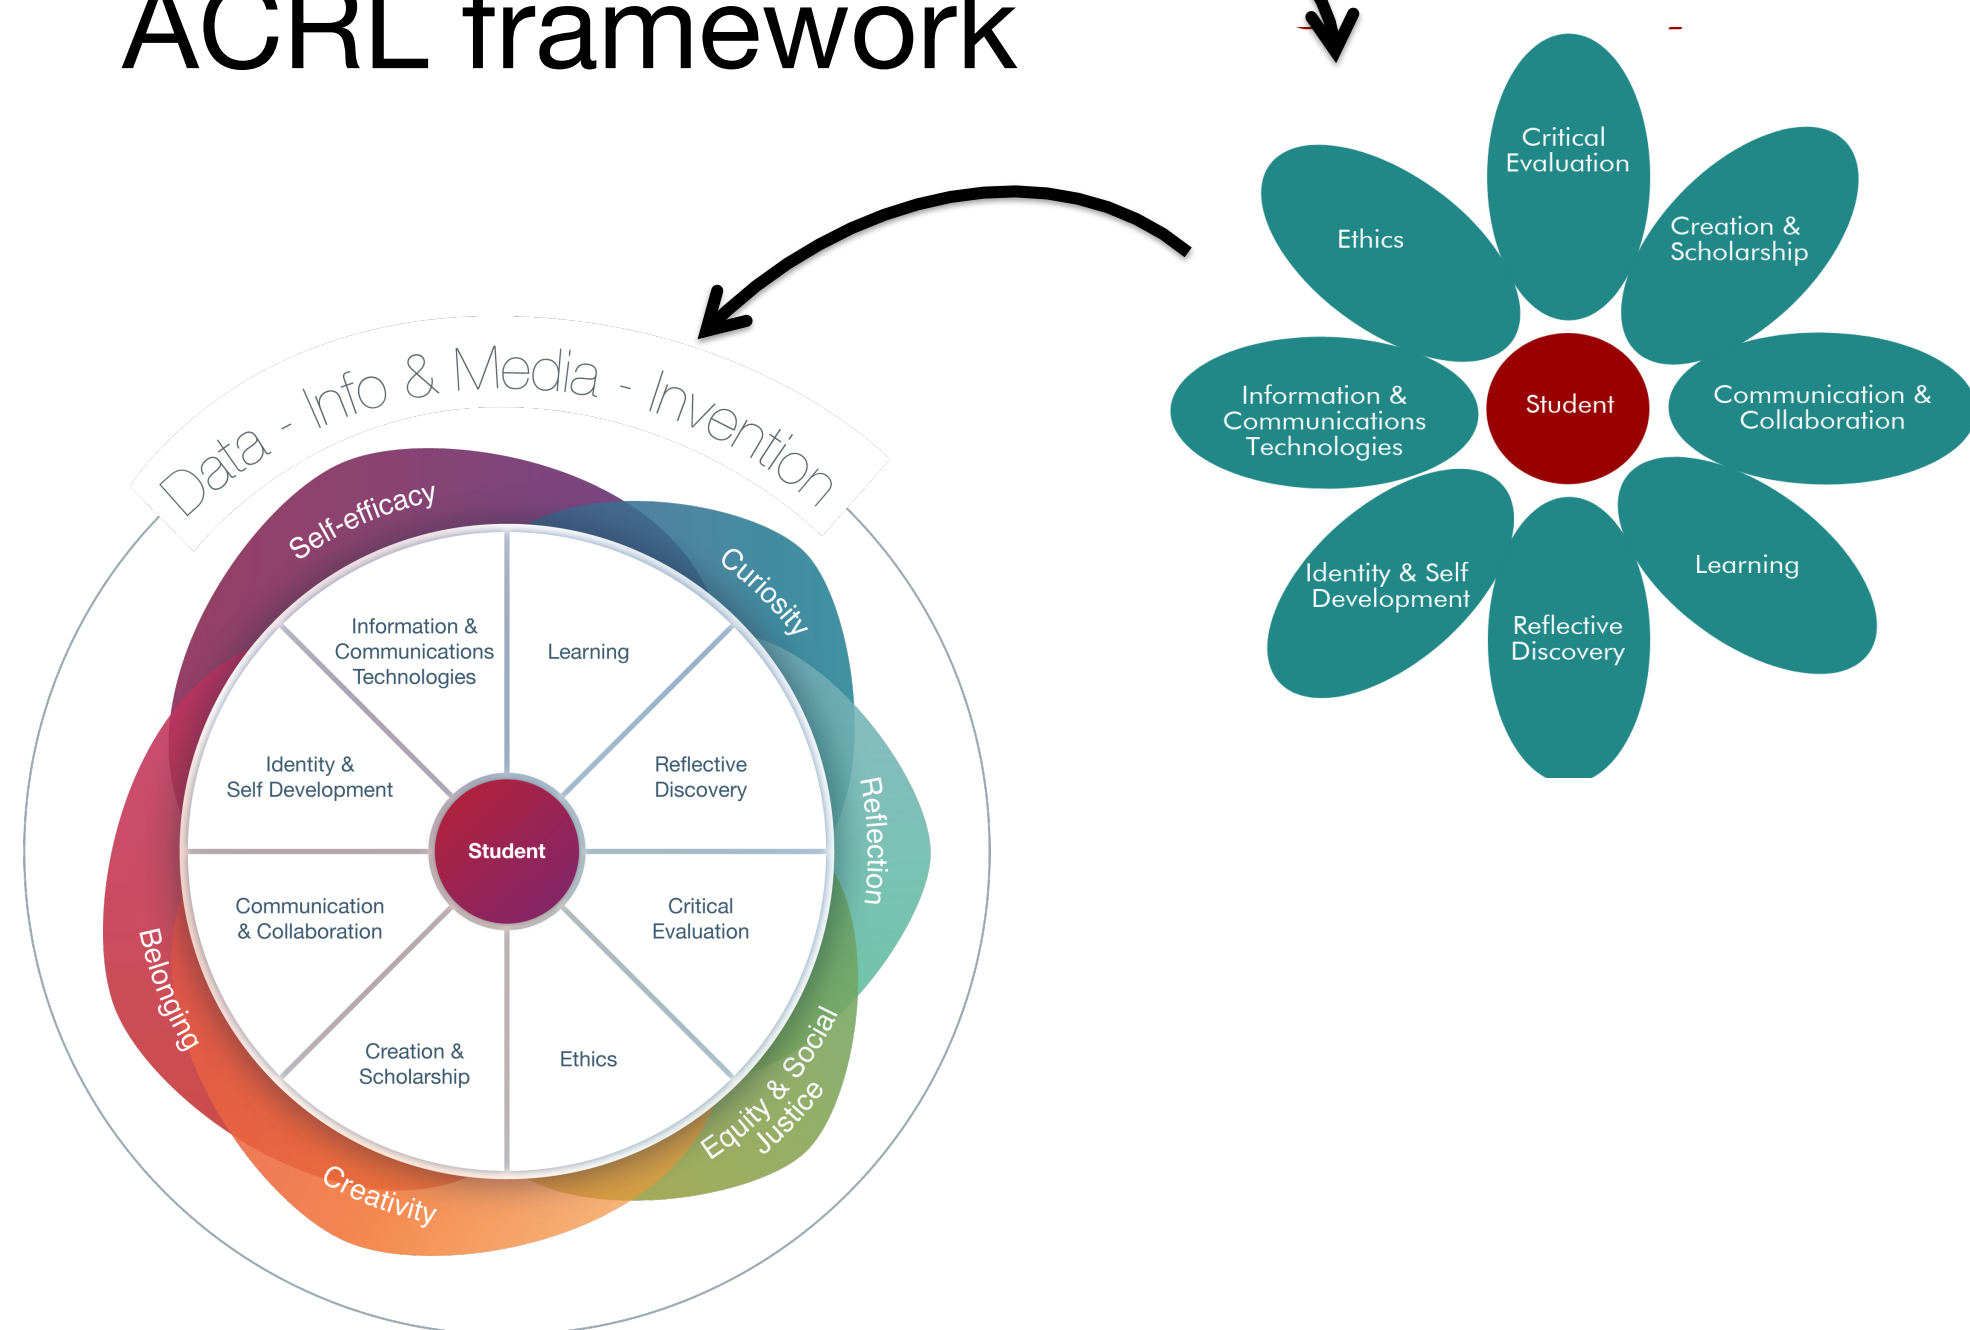 ACRL framework
Critical
Evaluation
Creation &
Scholarship
Ethics
Information &
Communications
Technologies
Student
Communication &
Collaboration
Identity & Self
Development
Learning
Reflective
Discovery
Data - Info & Media - Invention
Self-efficacy
Curiosity
Reflection
Equity & Social
Justice
Creativity
Belonging
Information &
Communications
Technologies
Learning
Identity &
Self Development
Reflective
Discovery
Student
Communication
& Collaboration
Critical
Evaluation
Creation &
Scholarship
Ethics